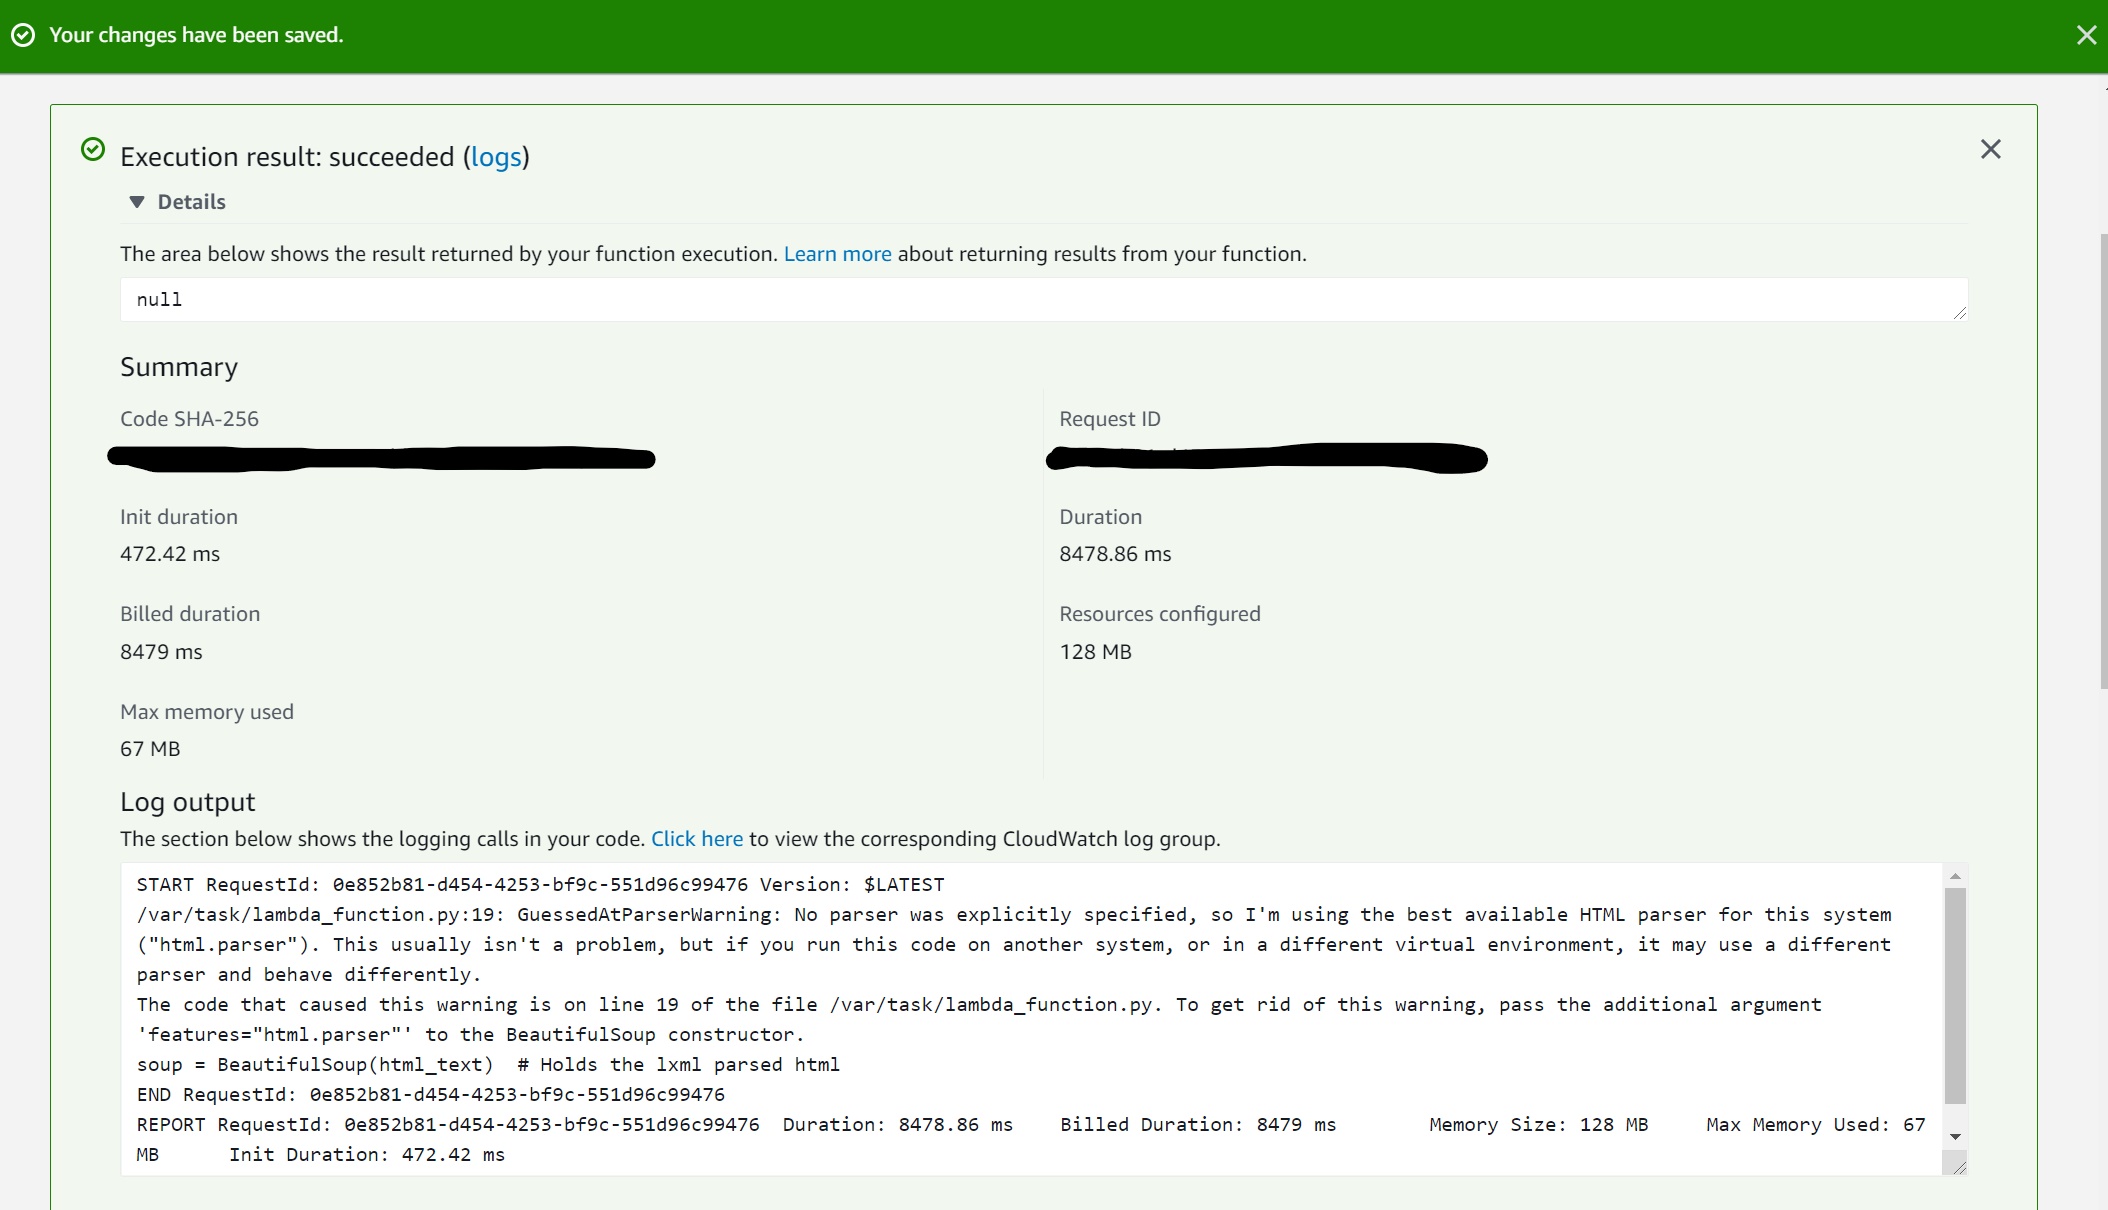 Your changes have been saved.
Execution result: succeeded (logs)
Details
The area below shows the result returned by your function execution. Learn more about returning results from your function.
null
Summary
Code SHA-256
Request ID
Init duration
472.42 ms
Duration
8478.86 ms
Billed duration
8479 ms
Resources configured
128 MB
Max memory used
67 MB
Log output
The section below shows the logging calls in your code. Click here to view the corresponding CloudWatch log group.
START RequestId: 0e852b81-d454-4253-bf9c-551d96c99476 Version: $LATEST
/var/task/lambda_function.py:19: GuessedAtParserWarning: No parser was explicitly specified, so I'm using the best available HTML parser for this system
("html.parser"). This usually isn't a problem, but if you run this code on another system, or in a different virtual environment, it may use a different
parser and behave differently.
The code that caused this warning is on line 19 of the file /var/task/lambda_function.py. To get rid of this warning, pass the additional argument
'features="html.parser"' to the BeautifulSoup constructor.
soup = BeautifulSoup(html_text)  # Holds the lxml parsed html
END RequestId: 0e852b81-d454-4253-bf9c-551d96c99476
REPORT RequestId: 0e852b81-d454-4253-bf9c-551d96c99476  Duration: 8478.86 ms    Billed Duration: 8479 ms        Memory Size: 128 MB     Max Memory Used: 67
MB      Init Duration: 472.42 ms